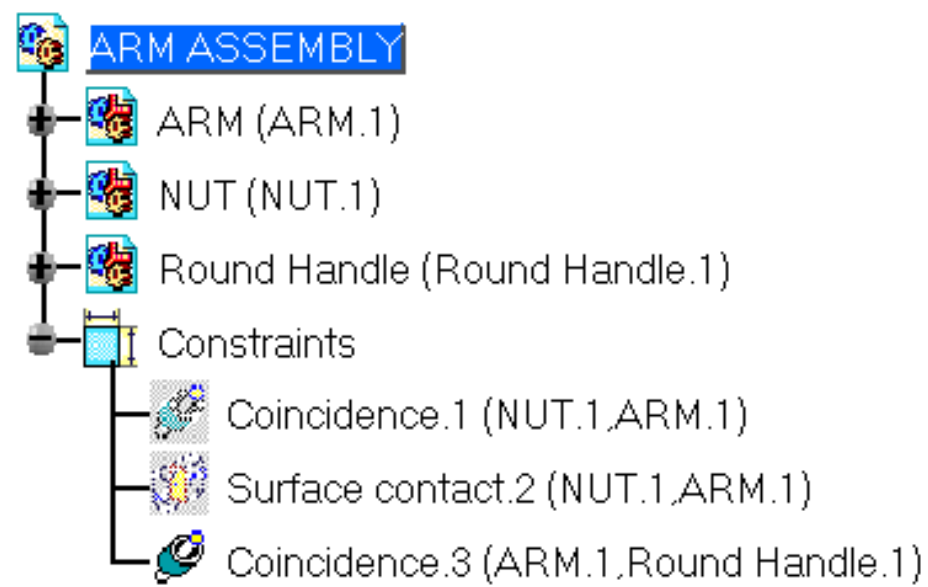 ARM ASSEMBLY
ARM (ARM.1)
NUT (NUT.1)
Round Handle (Round Handle.1)
Constraints
Coincidence.1 (NUT.1,ARM.1)
Surface contact.2 (NUT.1,ARM.1)
Coincidence.3 (ARM.1,Round Handle.1)